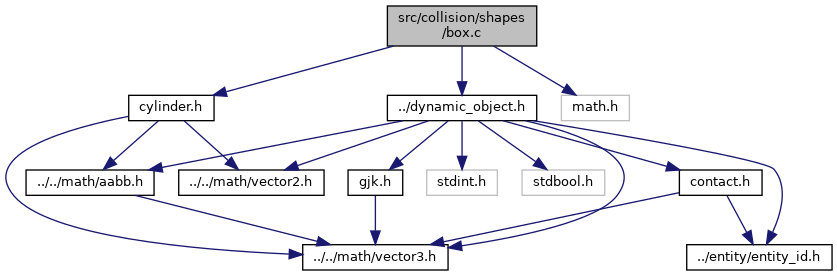 src/collision/shapes
/box.c
cylinder.h
../dynamic_object.h
math.h
../../math/aabb.h
../../math/vector2.h
gjk.h
stdint.h
stdbool.h
contact.h
../../math/vector3.h
../entity/entity_id.h